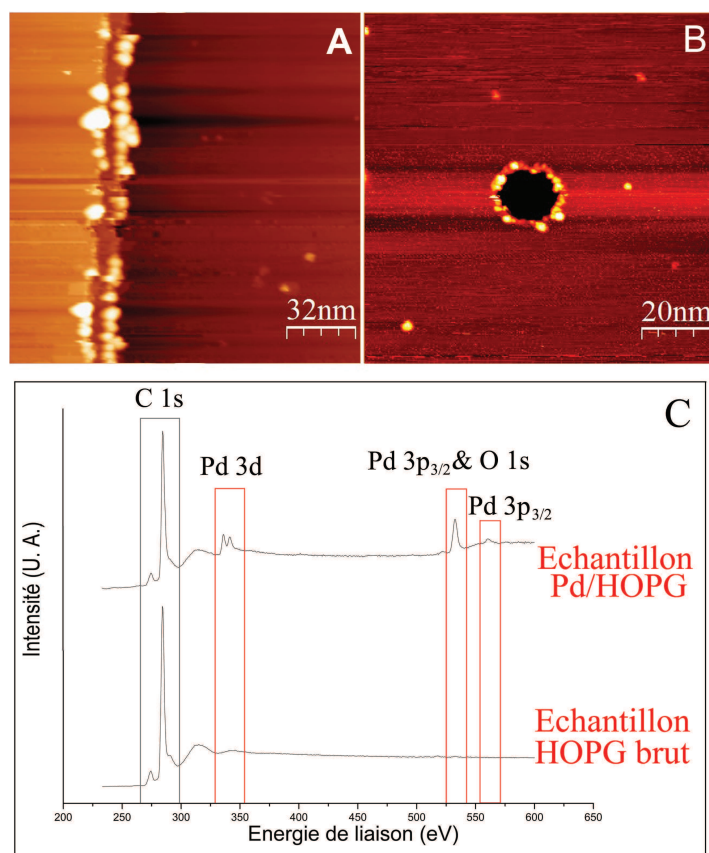 A
32nm
B
20nm
C
C 1s
Pd 3d
Pd 3p₃/₂ & O 1s
Pd 3p₃/₂
Echantillon
Pd/HOPG
Echantillon
HOPG brut
Intensité (U. A.)
200 250 300 350 400 450 500 550 600 650
Energie de liaison (eV)